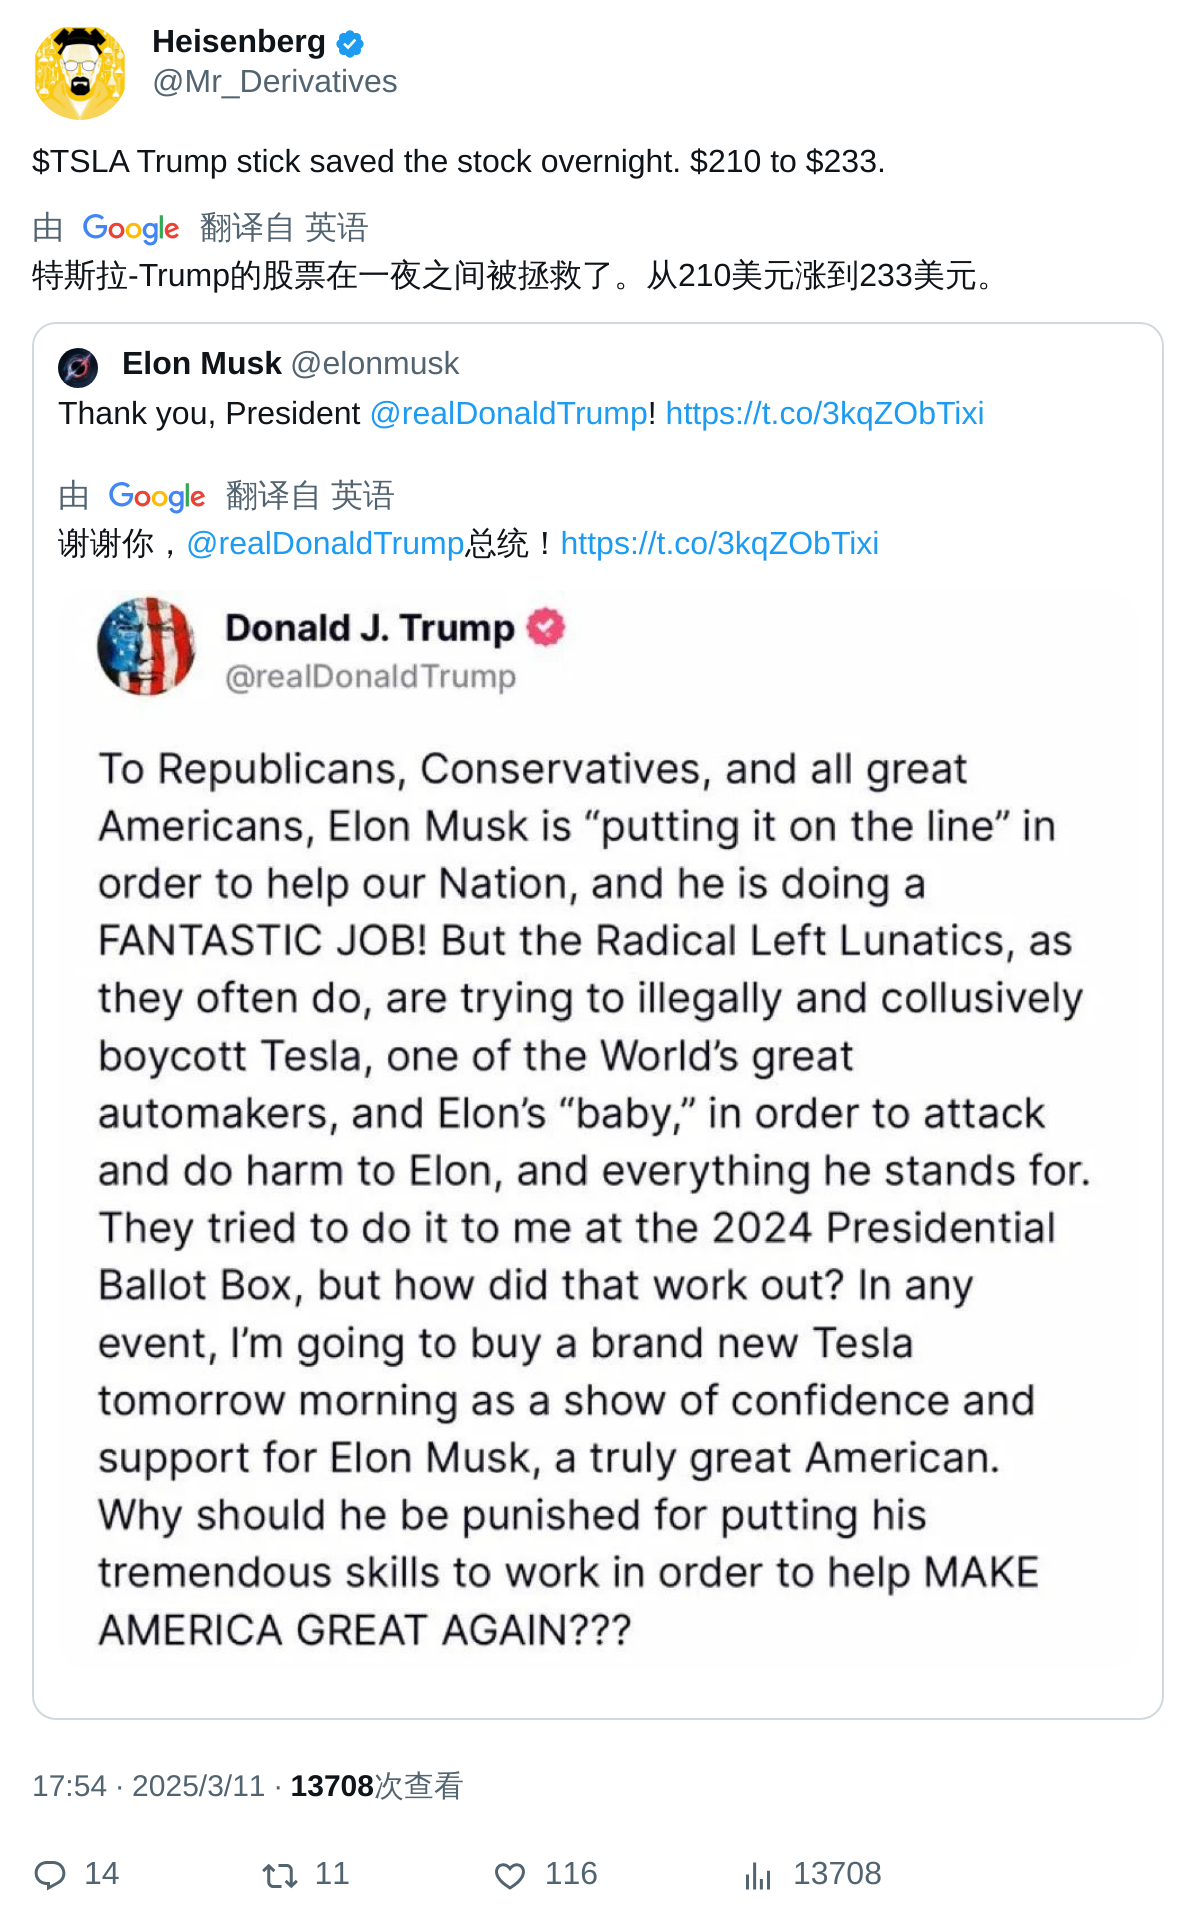 Heisenberg
@Mr_Derivatives
$TSLA Trump stick saved the stock overnight. $210 to $233.
由 Google 翻译自 英语
特斯拉-Trump的股票在一夜之间被拯救了。从210美元涨到233美元。
Elon Musk @elonmusk
Thank you, President @realDonaldTrump! https://t.co/3kqZObTixi
由 Google 翻译自 英语
谢谢你，@realDonaldTrump总统！https://t.co/3kqZObTixi
Donald J. Trump
@realDonaldTrump
To Republicans, Conservatives, and all great
Americans, Elon Musk is “putting it on the line” in
order to help our Nation, and he is doing a
FANTASTIC JOB! But the Radical Left Lunatics, as
they often do, are trying to illegally and collusively
boycott Tesla, one of the World’s great
automakers, and Elon’s “baby,” in order to attack
and do harm to Elon, and everything he stands for.
They tried to do it to me at the 2024 Presidential
Ballot Box, but how did that work out? In any
event, I’m going to buy a brand new Tesla
tomorrow morning as a show of confidence and
support for Elon Musk, a truly great American.
Why should he be punished for putting his
tremendous skills to work in order to help MAKE
AMERICA GREAT AGAIN???
17:54 · 2025/3/11 · 13708次查看
14 11 116 13708